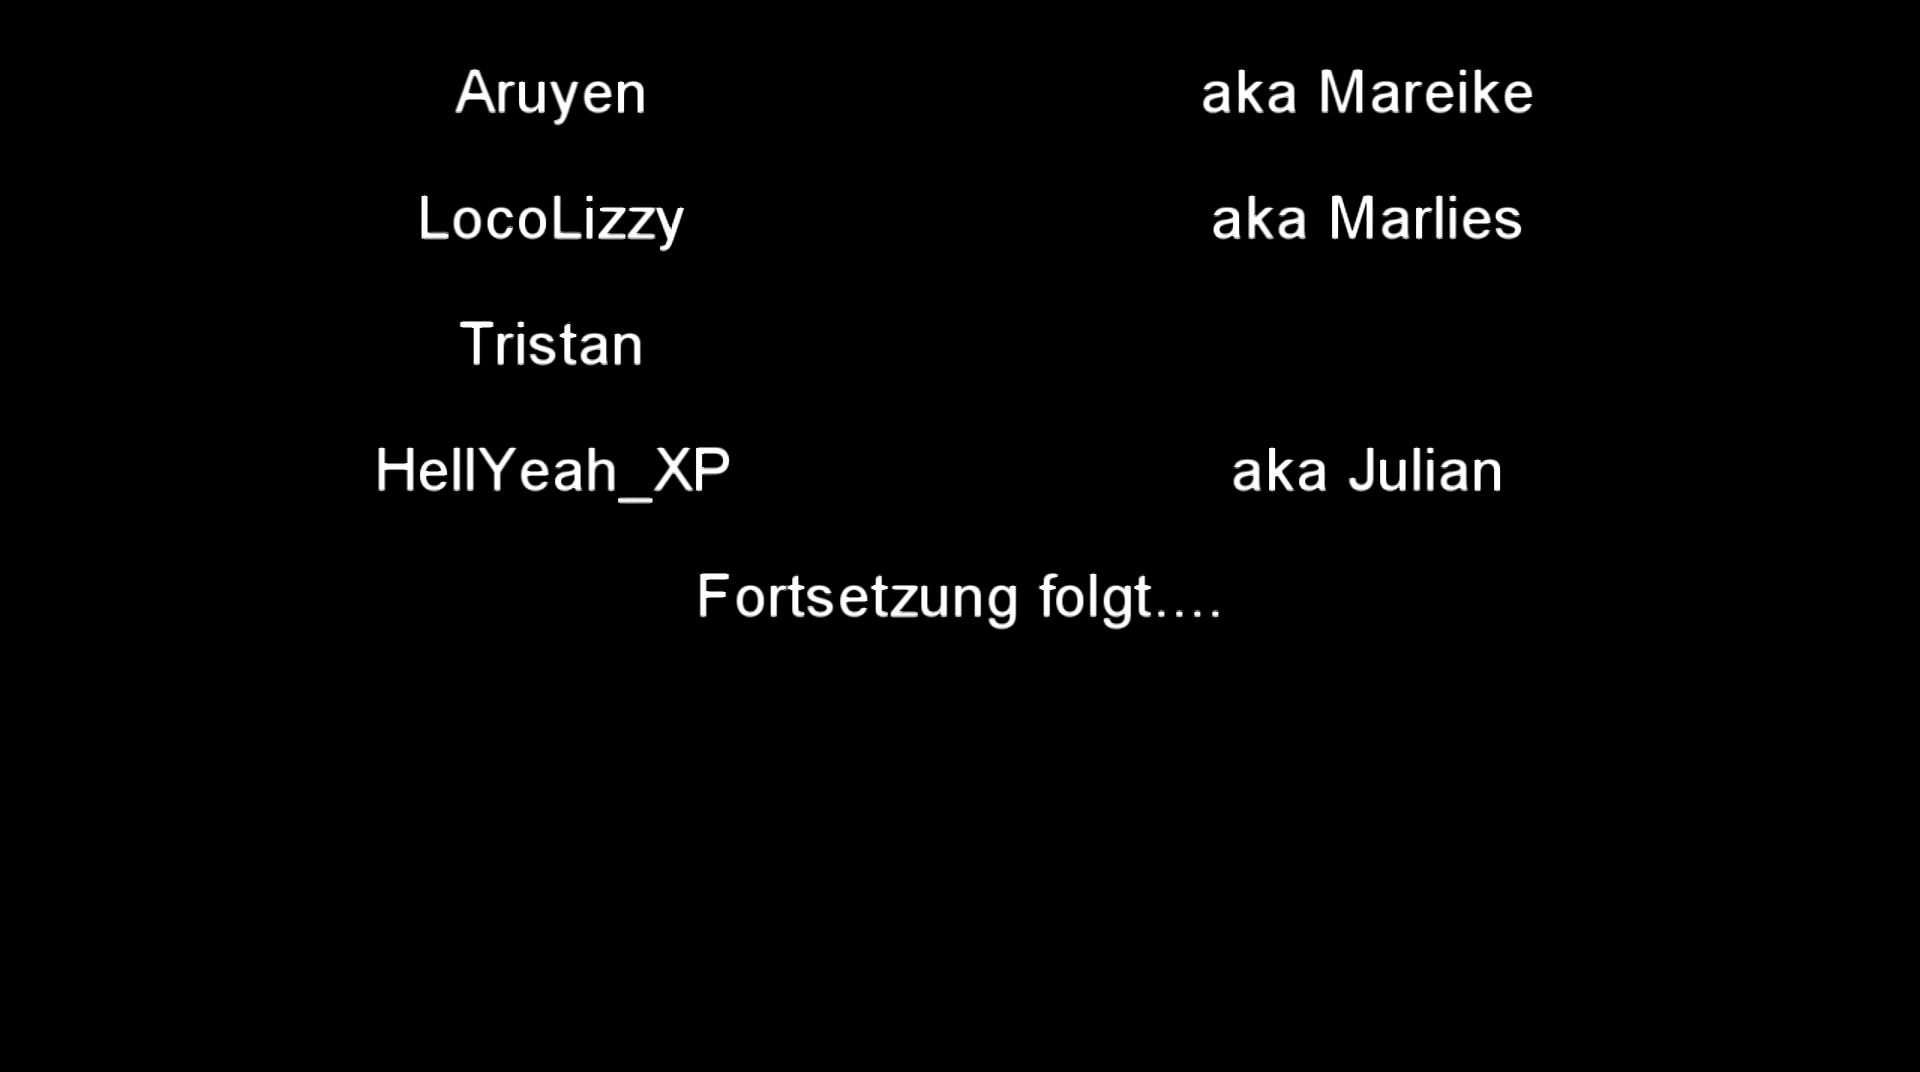 Aruyen aka Mareike
LocoLizzy aka Marlies
Tristan
HellYeah_XP aka Julian
Fortsetzung folgt....